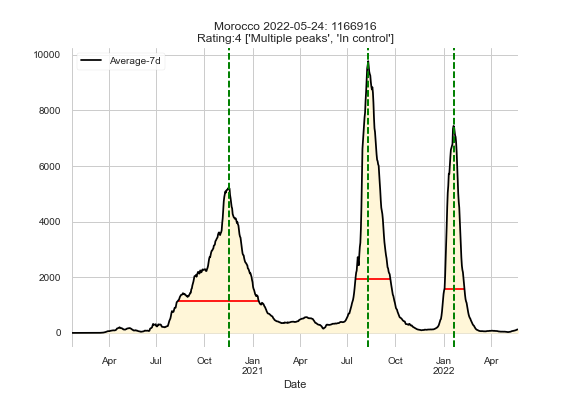 Morocco 2022-05-24: 1166916
Rating:4 ['Multiple peaks', 'In control']
Average-7d
10000
8000
6000
4000
2000
0
Apr Jul Oct Jan Apr Jul Oct Jan Apr
2021 2022
Date